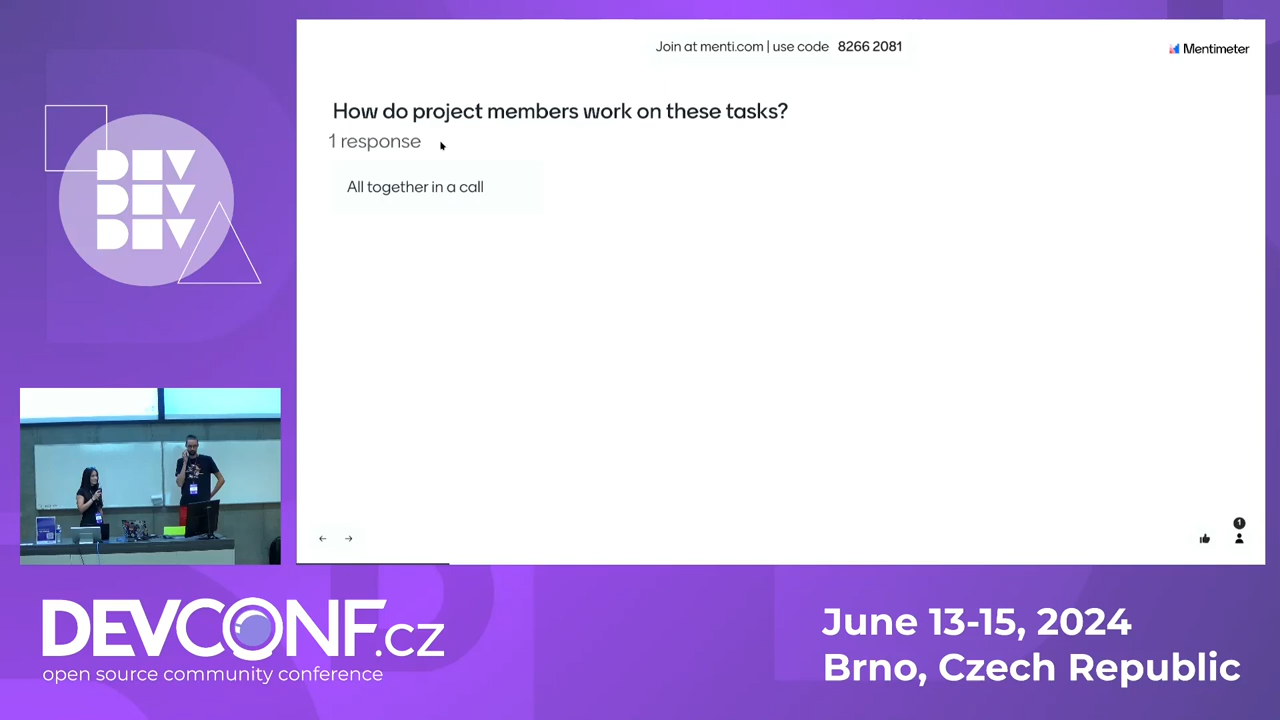 Join at menti.com | use code 8266 2081
Mentimeter
How do project members work on these tasks?
1 response
All together in a call
1
DEV
DEV
DEV
DEVCONF.cz
open source community conference
June 13-15, 2024
Brno, Czech Republic